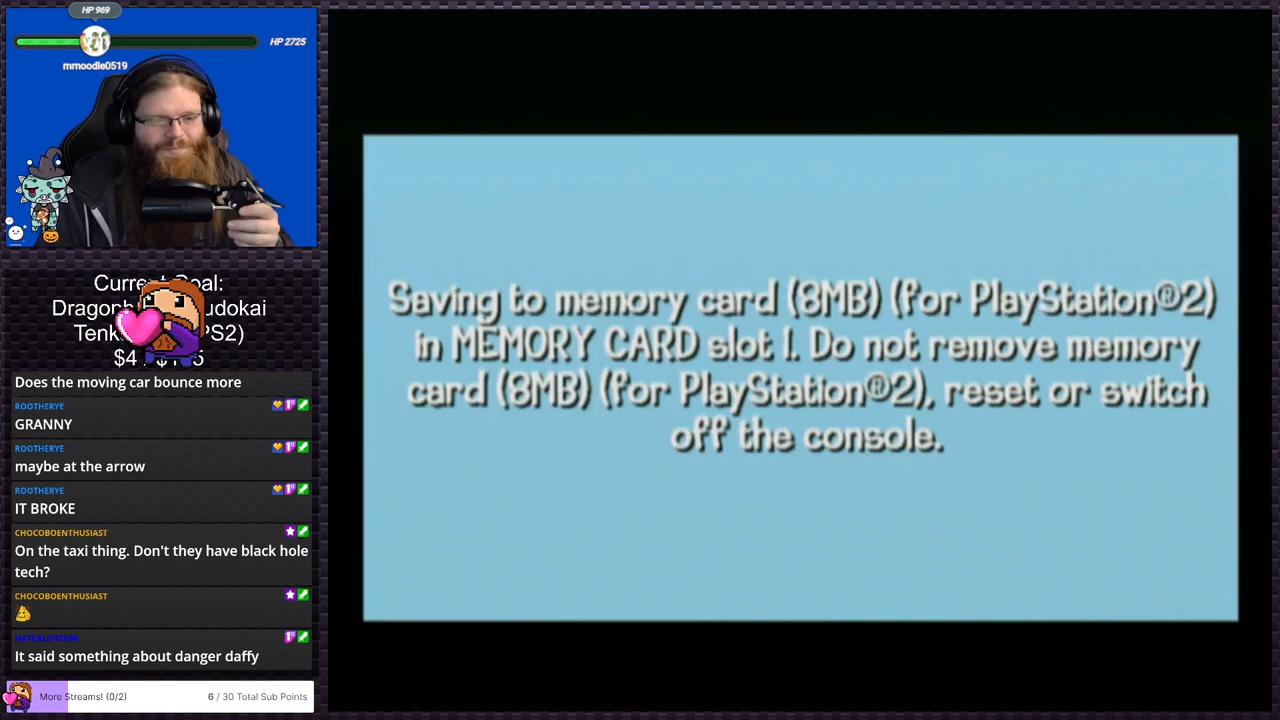 HP 969
HP 2725
mmoodle0519
Current Goal:
Tenk
$4
Does the moving car bounce more
ROOTHERYE
GRANNY
ROOTHERYE
maybe at the arrow
ROOTHERYE
IT BROKE
CHOCOBOENTHUSIAST
On the taxi thing. Don't they have black hole
tech?
CHOCOBOENTHUSIAST
It said something about danger daffy
More Streams! (0/2)
6 / 30 Total Sub Points
Saving to memory card (8MB) (for PlayStation®2)
in MEMORY CARD slot 1. Do not remove memory
card (8MB) (for PlayStation®2), reset or switch
off the console.